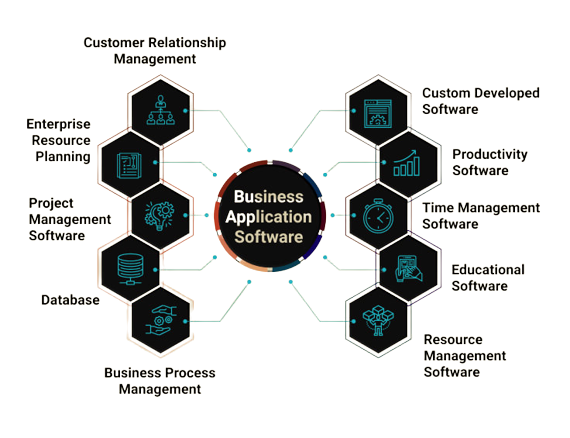 Customer Relationship
Management
Enterprise
Resource
Planning
Project
Management
Software
Database
Business Process
Management
Business
Application
Software
Custom Developed
Software
Productivity
Software
Time Management
Software
Educational
Software
Resource
Management
Software